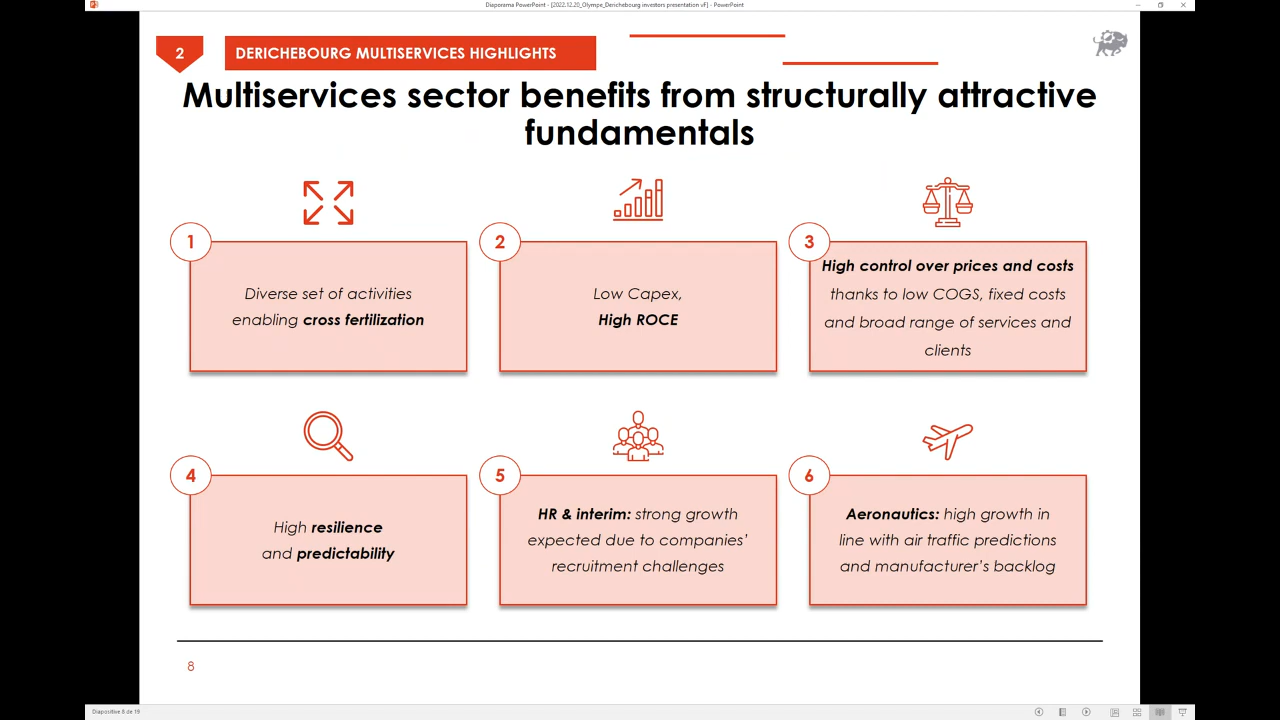 Diaporama PowerPoint - [2022.12.20_Olympe_Derichebourg investors presentation vF] - PowerPoint
2
DERICHEBOURG MULTISERVICES HIGHLIGHTS
Multiservices sector benefits from structurally attractive
fundamentals
1
Diverse set of activities
enabling cross fertilization
2
Low Capex,
High ROCE
3
High control over prices and costs
thanks to low COGS, fixed costs
and broad range of services and
clients
4
High resilience
and predictability
5
HR & interim: strong growth
expected due to companies’
recruitment challenges
6
Aeronautics: high growth in
line with air traffic predictions
and manufacturer’s backlog
8
Diapositive 8 de 19